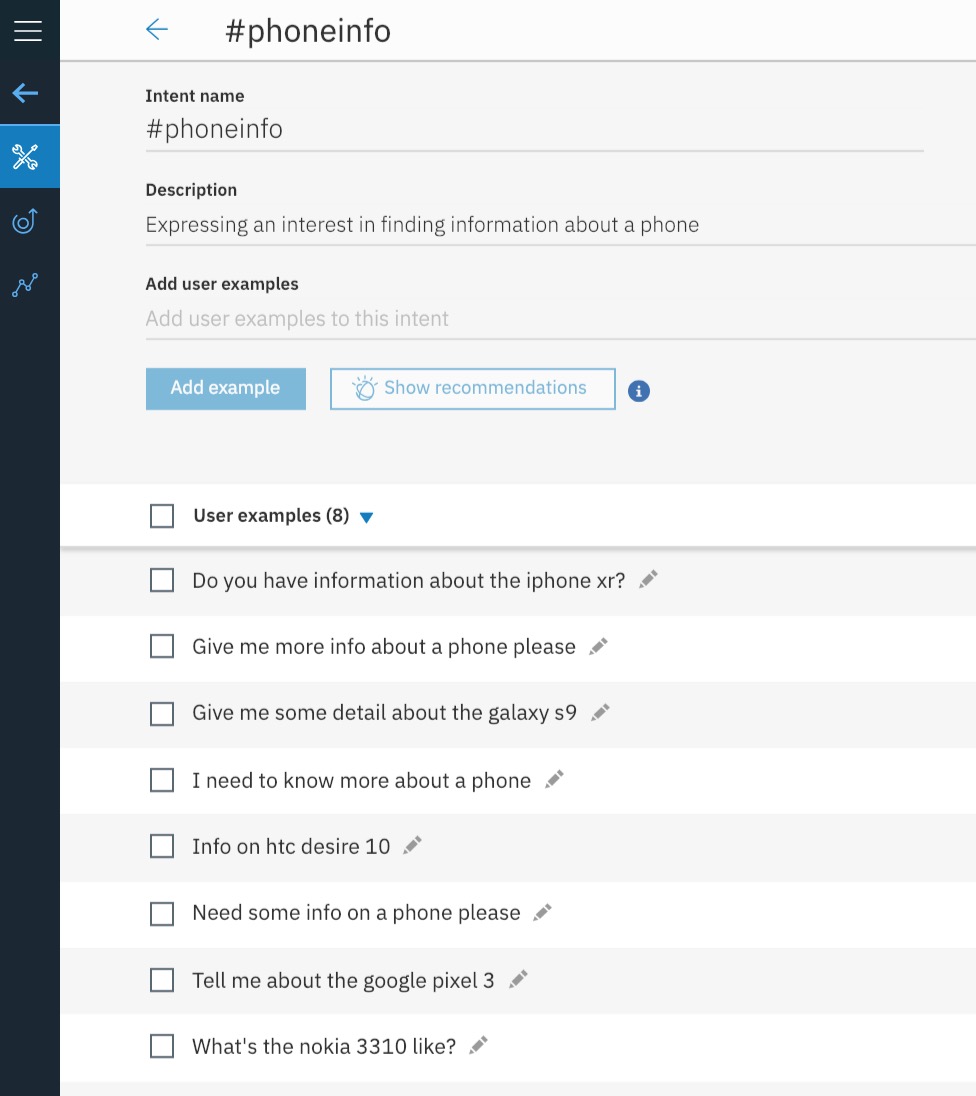 #phoneinfo
Intent name
#phoneinfo
Description
Expressing an interest in finding information about a phone
Add user examples
Add user examples to this intent
Add example
Show recommendations
i
User examples (8)
Do you have information about the iphone xr?
Give me more info about a phone please
Give me some detail about the galaxy s9
I need to know more about a phone
Info on htc desire 10
Need some info on a phone please
Tell me about the google pixel 3
What's the nokia 3310 like?